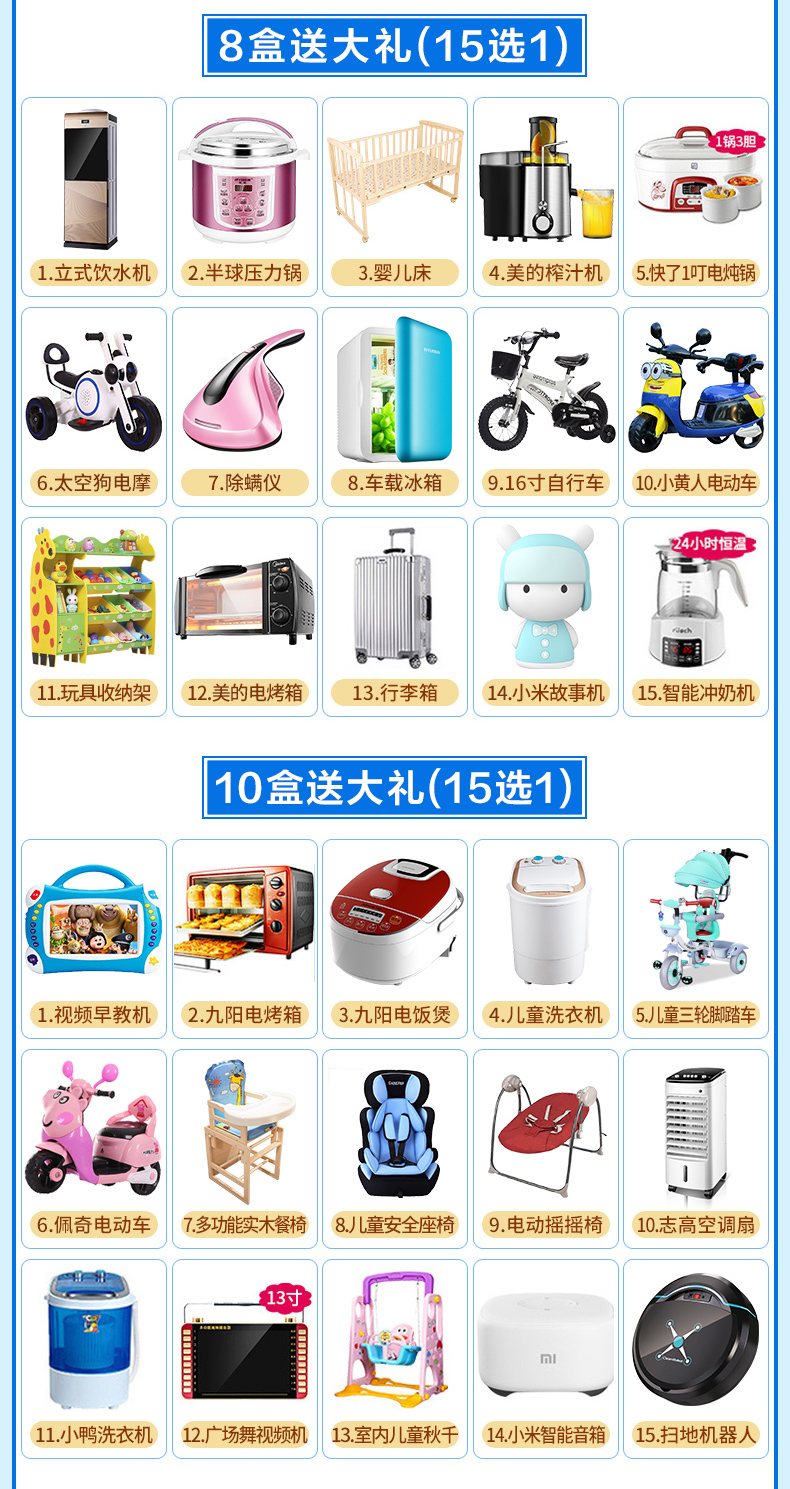 8盒送大礼(15选1)
1锅3胆
1.立式饮水机
2.半球压力锅
3.婴儿床
4.美的榨汁机
5.快了1叮电炖锅
6.太空狗电摩
7.除螨仪
8.车载冰箱
9.16寸自行车
10.小黄人电动车
24小时恒温
11.玩具收纳架
12.美的电烤箱
13.行李箱
14.小米故事机
15.智能冲奶机
10盒送大礼(15选1)
1.视频早教机
2.九阳电烤箱
3.九阳电饭煲
4.儿童洗衣机
5.儿童三轮脚踏车
6.佩奇电动车
7.多功能实木餐椅
8.儿童安全座椅
9.电动摇摇椅
10.志高空调扇
13寸
mi
11.小鸭洗衣机
12.广场舞视频机
13.室内儿童秋千
14.小米智能音箱
15.扫地机器人